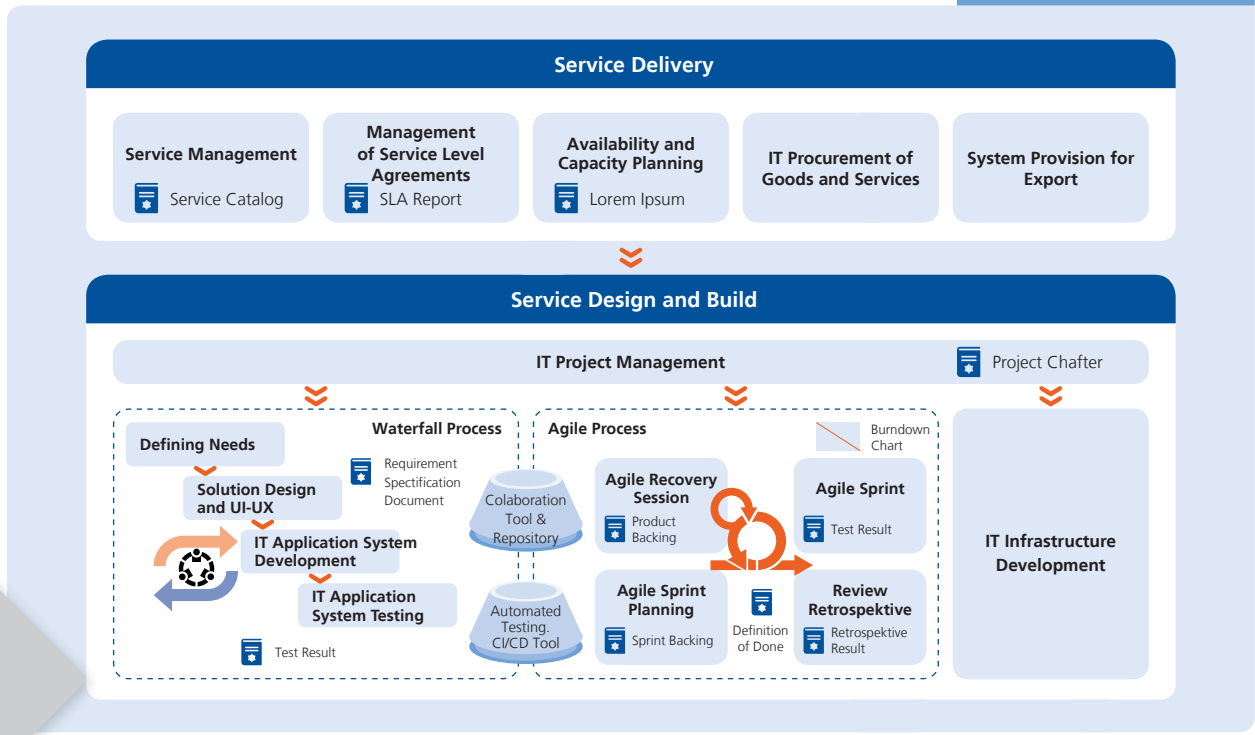 Service Delivery
Service Management
Service Catalog
Management
of Service Level
Agreements
SLA Report
Availability and
Capacity Planning
Lorem Ipsum
IT Procurement of
Goods and Services
System Provision for
Export
Service Design and Build
IT Project Management
Project Chafter
Waterfall Process
Defining Needs
Requirement
Spectification
Document
Solution Design
and UI-UX
IT Application System
Development
IT Application
System Testing
Test Result
Colaboration
Tool &
Repository
Automated
Testing.
CI/CD Tool
Agile Process
Burndown
Chart
Agile Recovery
Session
Product
Backing
Agile Sprint
Test Result
Agile Sprint
Planning
Sprint Backing
Definition
of Done
Review
Retrospektive
Retrospektive
Result
IT Infrastructure
Development